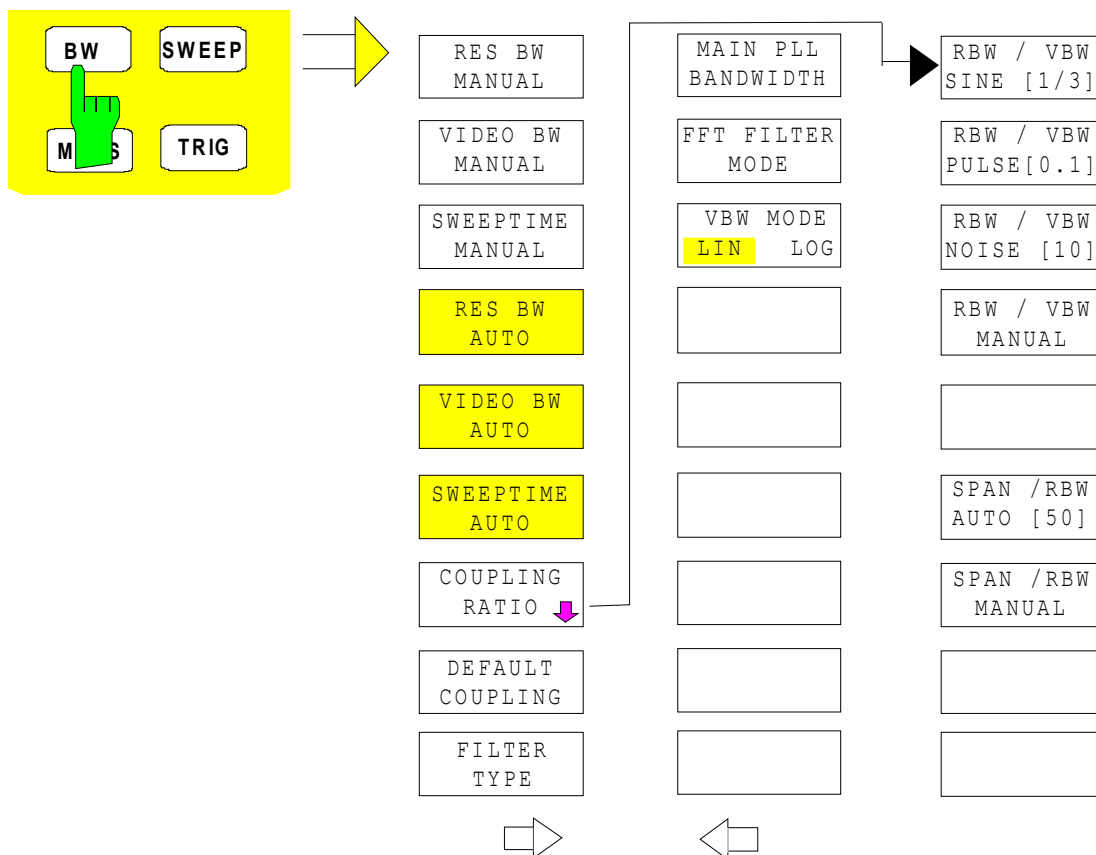 BW
SWEEP
TRIG
RES BW
MANUAL
VIDEO BW
MANUAL
SWEEPTIME
MANUAL
RES BW
AUTO
VIDEO BW
AUTO
SWEEPTIME
AUTO
COUPLING
RATIO
DEFAULT
COUPLING
FILTER
TYPE
MAIN PLL
BANDWIDTH
FFT FILTER
MODE
VBW MODE
LIN LOG
RBW / VBW
SINE [1/3]
RBW / VBW
PULSE[0.1]
RBW / VBW
NOISE [10]
RBW / VBW
MANUAL
SPAN /RBW
AUTO [50]
SPAN /RBW
MANUAL